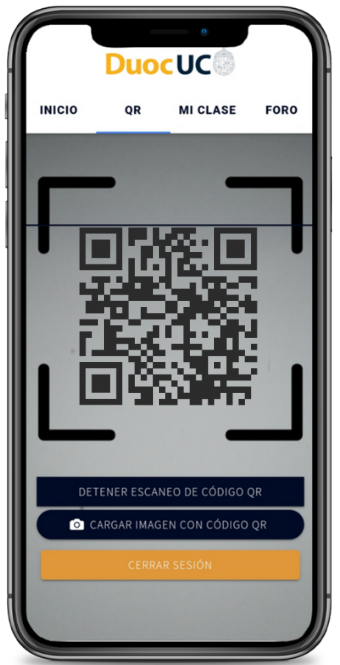 DuocUC
INICIO QR MI CLASE FORO
DETENER ESCANEO DE CÓDIGO QR
CARGAR IMAGEN CON CÓDIGO QR
CERRAR SESIÓN